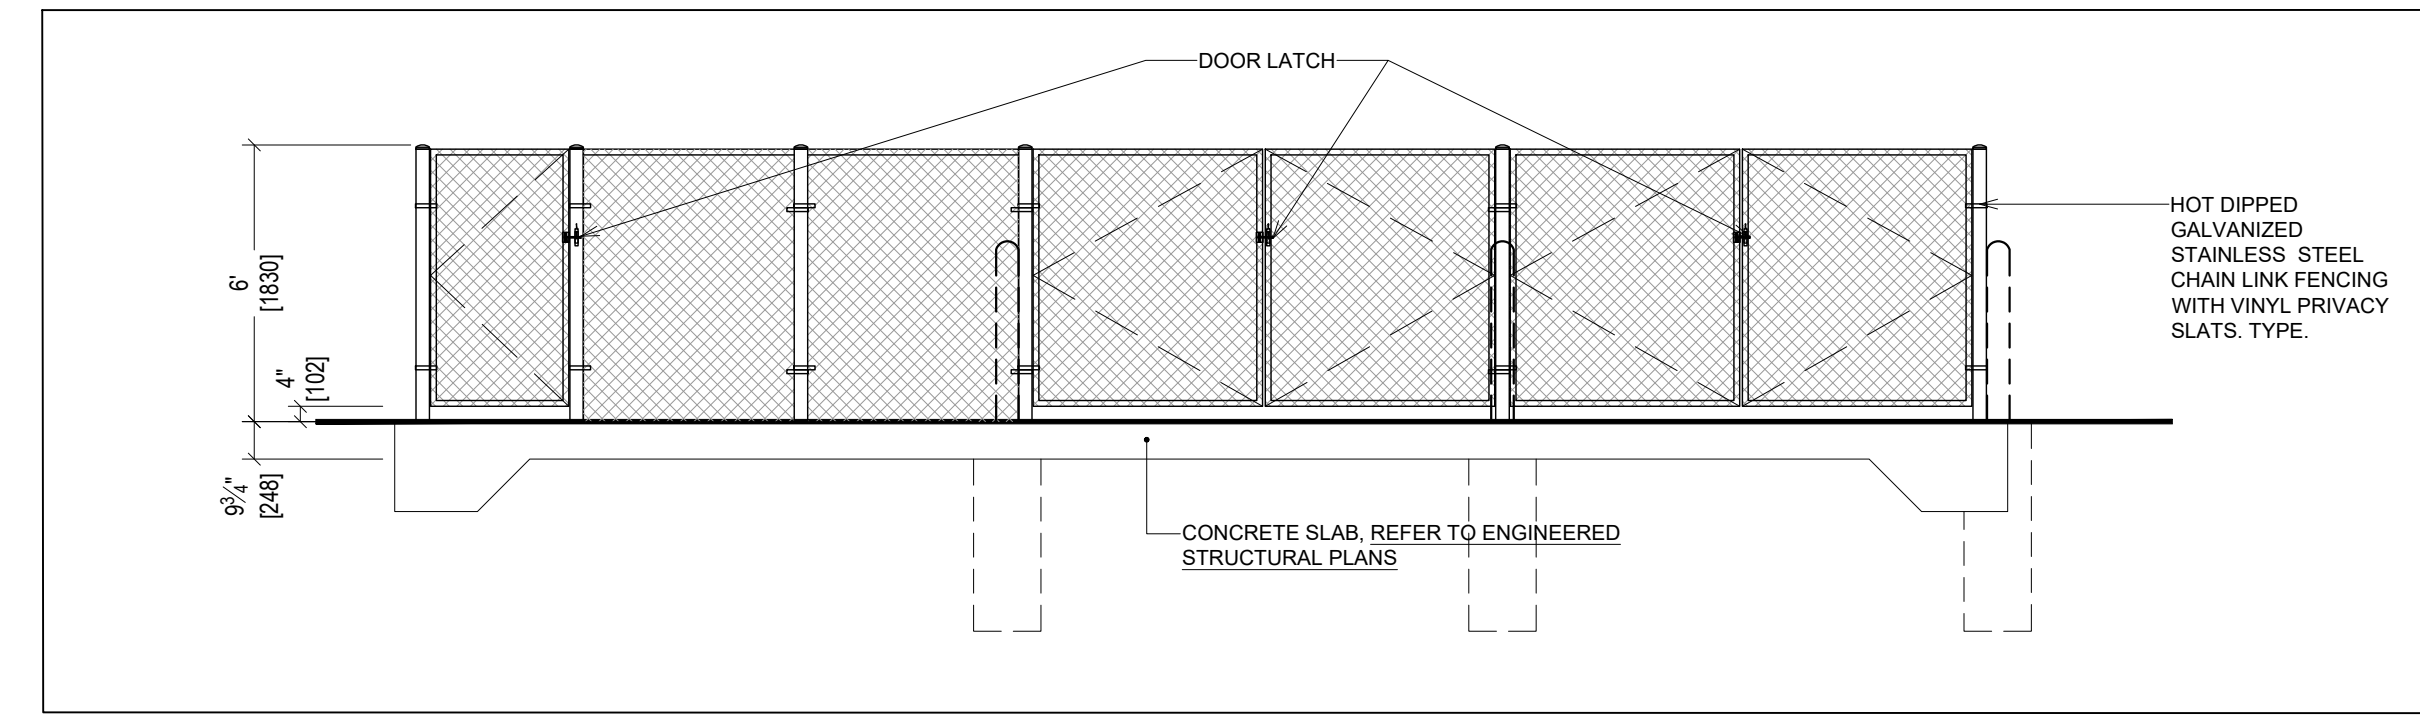 DOOR LATCH
6'
[1830]
4"
[102]
9¾"
[248]
HOT DIPPED
GALVANIZED
STAINLESS STEEL
CHAIN LINK FENCING
WITH VINYL PRIVACY
SLATS. TYPE.
CONCRETE SLAB, REFER TO ENGINEERED
STRUCTURAL PLANS